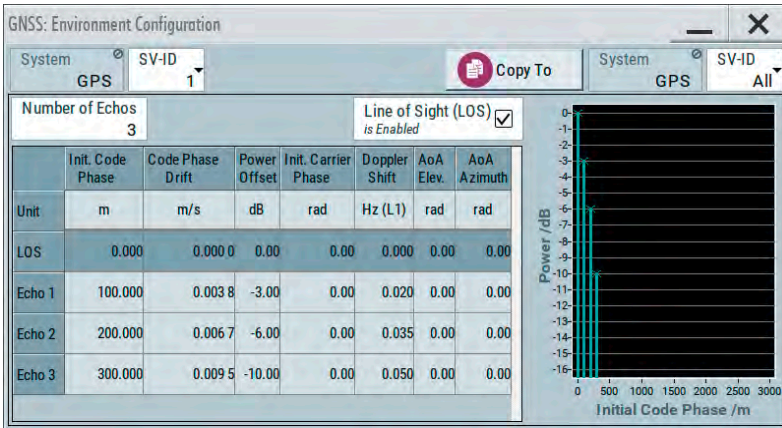 GNSS: Environment Configuration
System GPS
SV-ID 1
Copy To
System GPS
SV-ID All
Number of Echos 3
Line of Sight (LOS)
is Enabled
Init. Code Phase Code Phase Drift Power Offset Init. Carrier Phase Doppler Shift AoA Elev. AoA Azimuth
Unit m m/s dB rad Hz (L1) rad rad
LOS 0.000 0.000 0 0.00 0.00 0.000 0.00 0.00
Echo 1 100.000 0.003 8 -3.00 0.00 0.020 0.00 0.00
Echo 2 200.000 0.006 7 -6.00 0.00 0.035 0.00 0.00
Echo 3 300.000 0.009 5 -10.00 0.00 0.050 0.00 0.00
Power /dB
0
-1
-2
-3
-4
-5
-6
-7
-8
-9
-10
-11
-12
-13
-14
-15
-16
0 500 1000 1500 2000 2500 3000
Initial Code Phase /m